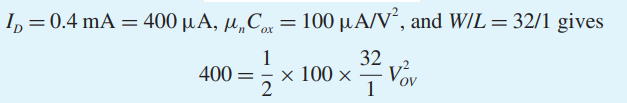 I_D = 0.4 mA = 400 μA, μ_nC_ox = 100 μA/V², and W/L = 32/1 gives
400 = 1/2 × 100 × 32/1 V²_OV